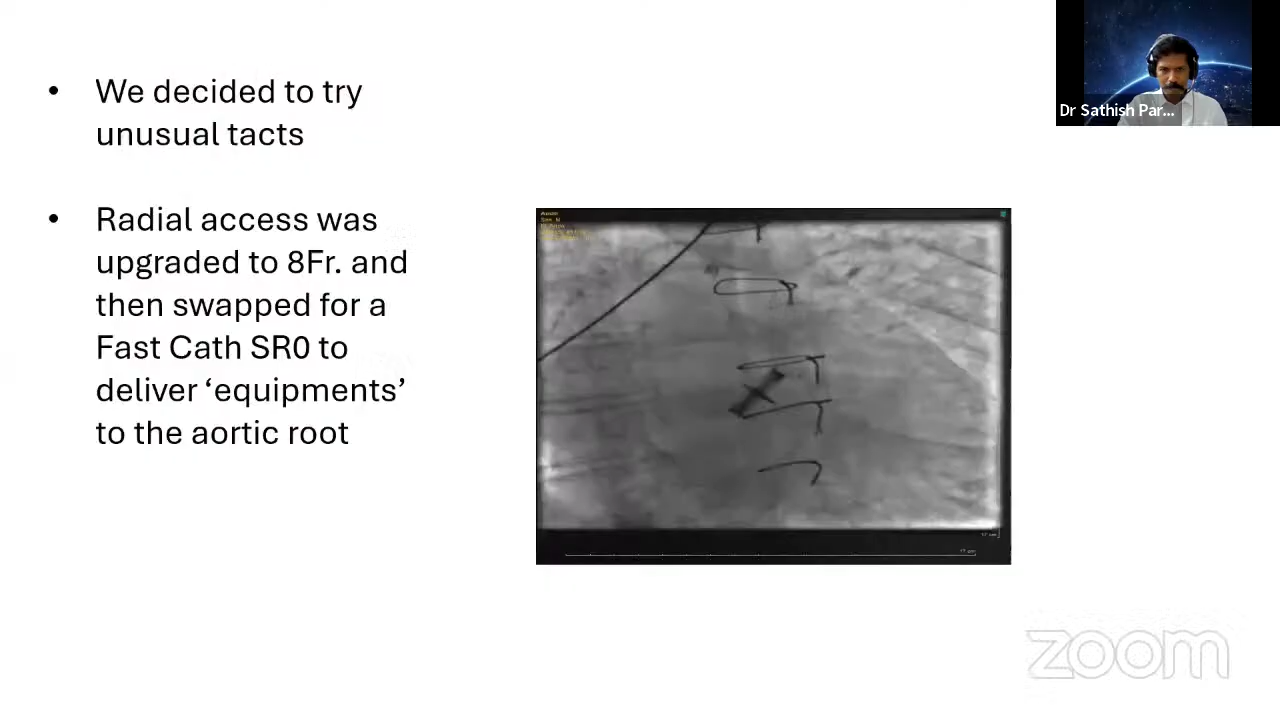 We decided to try
unusual tacts
Radial access was
upgraded to 8Fr. and
then swapped for a
Fast Cath SR0 to
deliver ‘equipments’
to the aortic root
Dr Sathish Par...
zoom